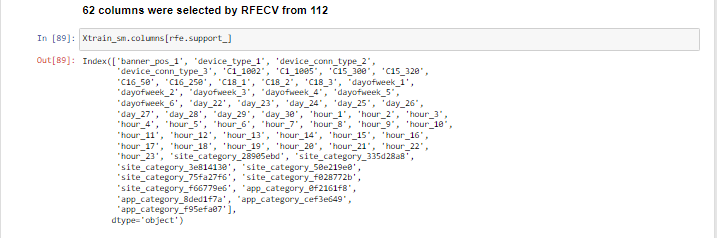 62 columns were selected by RFECV from 112
In [89]: Xtrain_sm.columns[rfe.support_]
Out[89]: Index(['banner_pos_1', 'device_type_1', 'device_conn_type_2',
'device_conn_type_3', 'C1_1002', 'C1_1005', 'C15_300', 'C15_320',
'C16_50', 'C16_250', 'C18_1', 'C18_2', 'C18_3', 'dayofweek_1',
'dayofweek_2', 'dayofweek_3', 'dayofweek_4', 'dayofweek_5',
'dayofweek_6', 'day_22', 'day_23', 'day_24', 'day_25', 'day_26',
'day_27', 'day_28', 'day_29', 'day_30', 'hour_1', 'hour_2', 'hour_3',
'hour_4', 'hour_5', 'hour_6', 'hour_7', 'hour_8', 'hour_9', 'hour_10',
'hour_11', 'hour_12', 'hour_13', 'hour_14', 'hour_15', 'hour_16',
'hour_17', 'hour_18', 'hour_19', 'hour_20', 'hour_21', 'hour_22',
'hour_23', 'site_category_28905ebd', 'site_category_335d28a8',
'site_category_3e814130', 'site_category_50e219e0',
'site_category_75fa27f6', 'site_category_f028772b',
'site_category_f66779e6', 'app_category_0f2161f8',
'app_category_8ded1f7a', 'app_category_cef3e649',
'app_category_f95efa07'],
dtype='object')